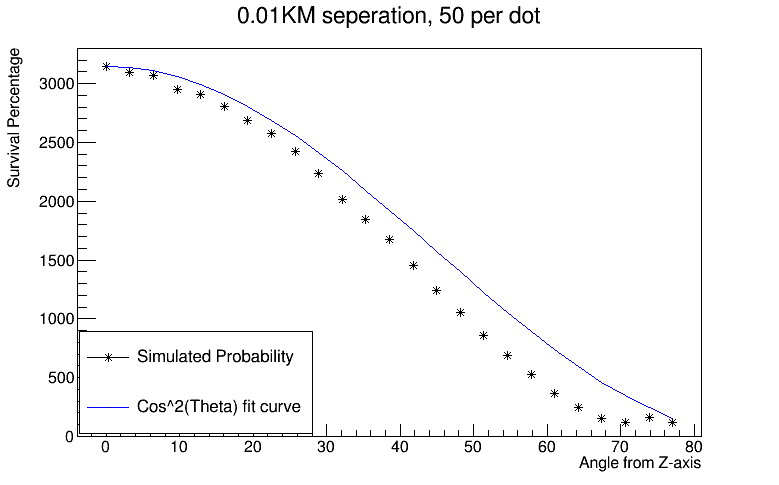 0.01KM seperation, 50 per dot
Survival Percentage
3000
2500
2000
1500
1000
500
0
Simulated Probability
Cos^2(Theta) fit curve
0 10 20 30 40 50 60 70 80
Angle from Z-axis